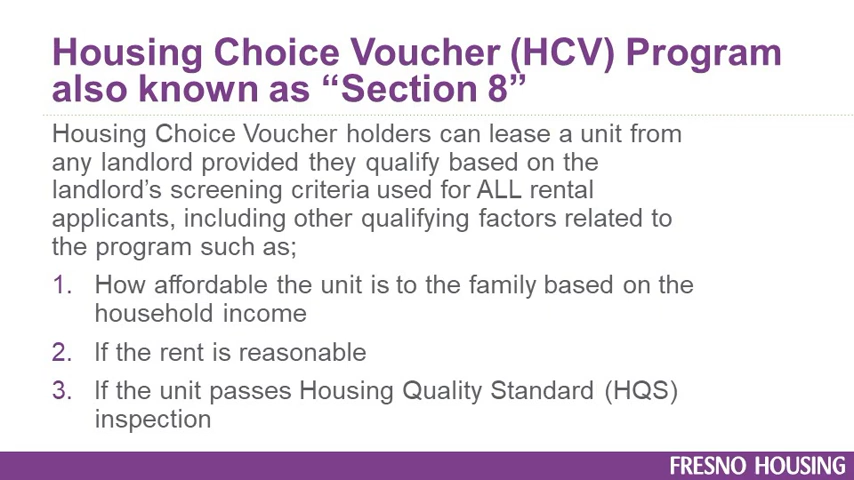 Housing Choice Voucher (HCV) Program
also known as “Section 8”
Housing Choice Voucher holders can lease a unit from
any landlord provided they qualify based on the
landlord’s screening criteria used for ALL rental
applicants, including other qualifying factors related to
the program such as;
1. How affordable the unit is to the family based on the
household income
2. If the rent is reasonable
3. If the unit passes Housing Quality Standard (HQS)
inspection
FRESNO HOUSING